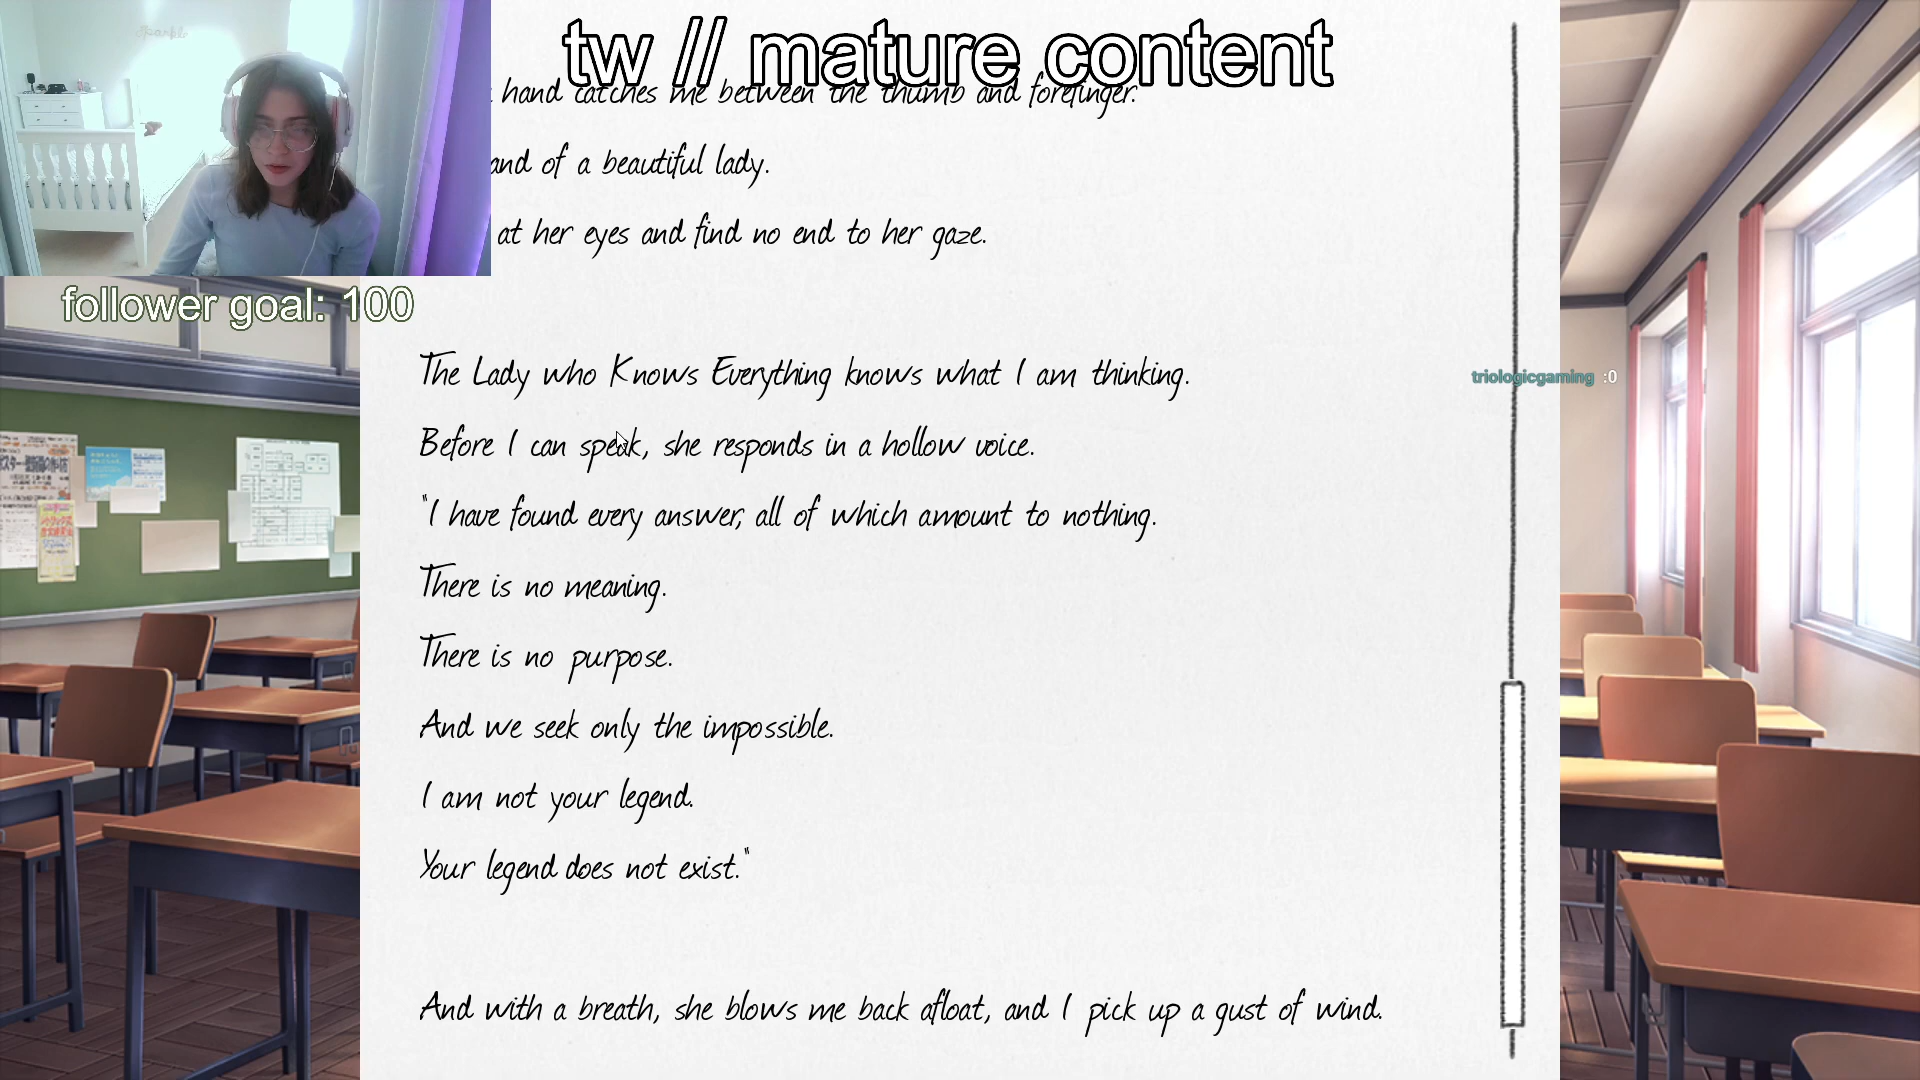 tw // mature content
hand catches me between the thumb and forefinger.
and of a beautiful lady.
at her eyes and find no end to her gaze.
follower goal: 100
The Lady who Knows Everything knows what I am thinking.
triologicgaming :0
Before I can speak, she responds in a hollow voice.
"I have found every answer, all of which amount to nothing.
There is no meaning.
There is no purpose.
And we seek only the impossible.
I am not your legend.
Your legend does not exist."
And with a breath, she blows me back afloat, and I pick up a gust of wind.